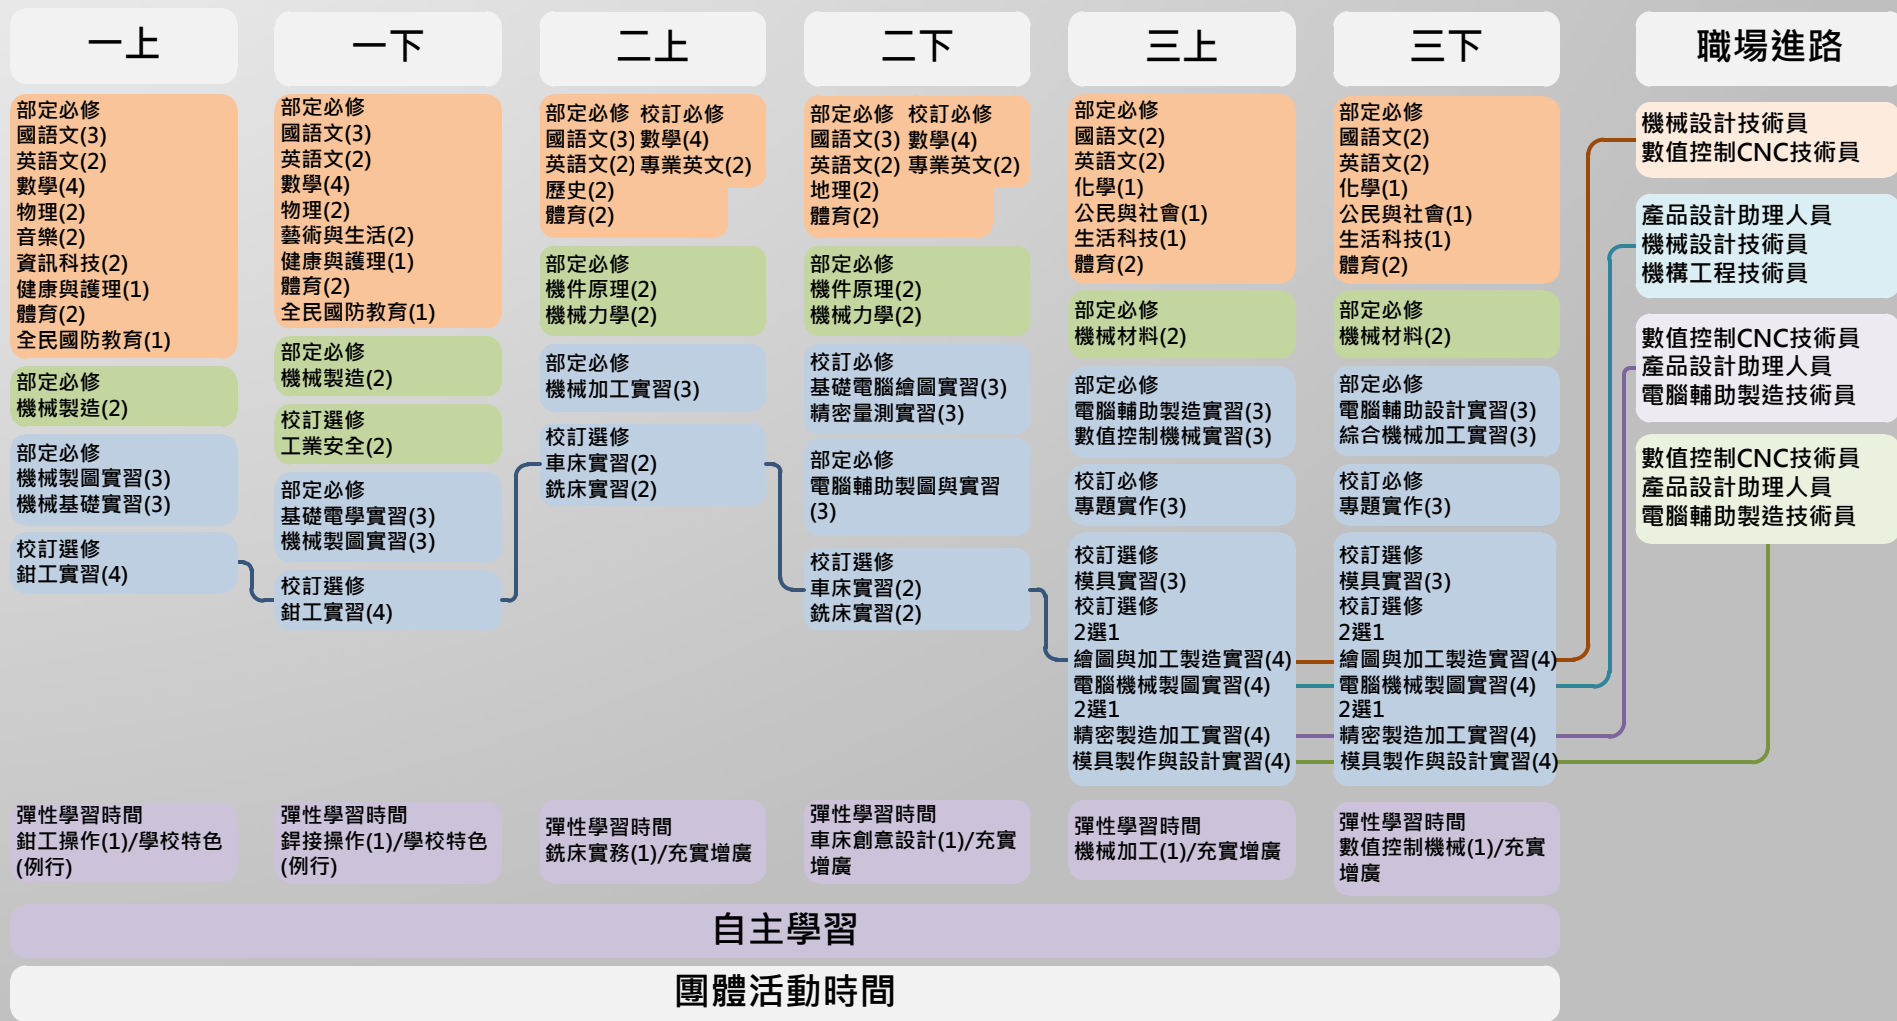 一上
部定必修
國語文(3)
英語文(2)
數學(4)
物理(2)
音樂(2)
資訊科技(2)
健康與護理(1)
體育(2)
全民國防教育(1)
部定必修
機械製造(2)
部定必修
機械製圖實習(3)
機械基礎實習(3)
校訂選修
鉗工實習(4)
彈性學習時間
鉗工操作(1)/學校特色
(例行)
一下
部定必修
國語文(3)
英語文(2)
數學(4)
物理(2)
藝術與生活(2)
健康與護理(1)
體育(2)
全民國防教育(1)
部定必修
機械製造(2)
校訂選修
工業安全(2)
部定必修
基礎電學實習(3)
機械製圖實習(3)
校訂選修
鉗工實習(4)
彈性學習時間
銲接操作(1)/學校特色
(例行)
二上
部定必修 校訂必修
國語文(3) 數學(4)
英語文(2) 專業英文(2)
歷史(2)
體育(2)
部定必修
機件原理(2)
機械力學(2)
部定必修
機械加工實習(3)
校訂選修
車床實習(2)
銑床實習(2)
彈性學習時間
銑床實務(1)/充實增廣
二下
部定必修 校訂必修
國語文(3) 數學(4)
英語文(2) 專業英文(2)
地理(2)
體育(2)
部定必修
機件原理(2)
機械力學(2)
校訂必修
基礎電腦繪圖實習(3)
精密量測實習(3)
部定必修
電腦輔助製圖與實習
(3)
校訂選修
車床實習(2)
銑床實習(2)
彈性學習時間
車床創意設計(1)/充實
增廣
三上
部定必修
國語文(2)
英語文(2)
化學(1)
公民與社會(1)
生活科技(1)
體育(2)
部定必修
機械材料(2)
部定必修
電腦輔助製造實習(3)
數值控制機械實習(3)
校訂必修
專題實作(3)
校訂選修
模具實習(3)
校訂選修
2選1
繪圖與加工製造實習(4)
電腦機械製圖實習(4)
2選1
精密製造加工實習(4)
模具製作與設計實習(4)
彈性學習時間
機械加工(1)/充實增廣
三下
部定必修
國語文(2)
英語文(2)
化學(1)
公民與社會(1)
生活科技(1)
體育(2)
部定必修
機械材料(2)
部定必修
電腦輔助設計實習(3)
綜合機械加工實習(3)
校訂必修
專題實作(3)
校訂選修
模具實習(3)
校訂選修
2選1
繪圖與加工製造實習(4)
電腦機械製圖實習(4)
2選1
精密製造加工實習(4)
模具製作與設計實習(4)
彈性學習時間
數值控制機械(1)/充實
增廣
職場進路
機械設計技術員
數值控制CNC技術員
產品設計助理人員
機械設計技術員
機構工程技術員
數值控制CNC技術員
產品設計助理人員
電腦輔助製造技術員
數值控制CNC技術員
產品設計助理人員
電腦輔助製造技術員
自主學習
團體活動時間